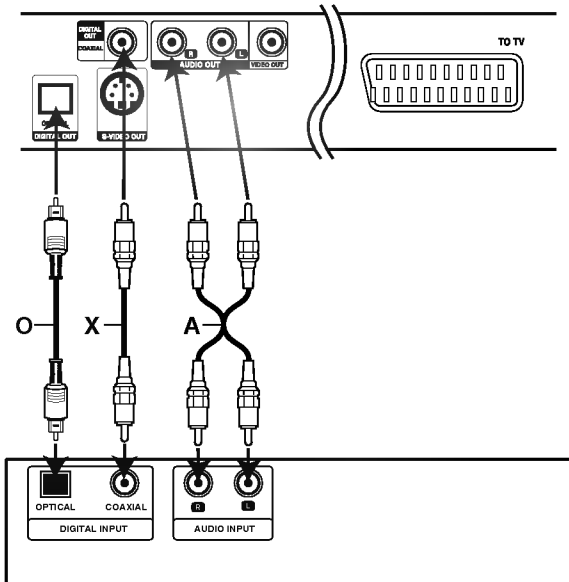 DIGITAL OUT
COAXIAL
R
L
AUDIO OUT
VIDEO OUT
TO TV
DIGITAL OUT
S-VIDEO OUT
O
X
A
OPTICAL
COAXIAL
R
L
DIGITAL INPUT
AUDIO INPUT